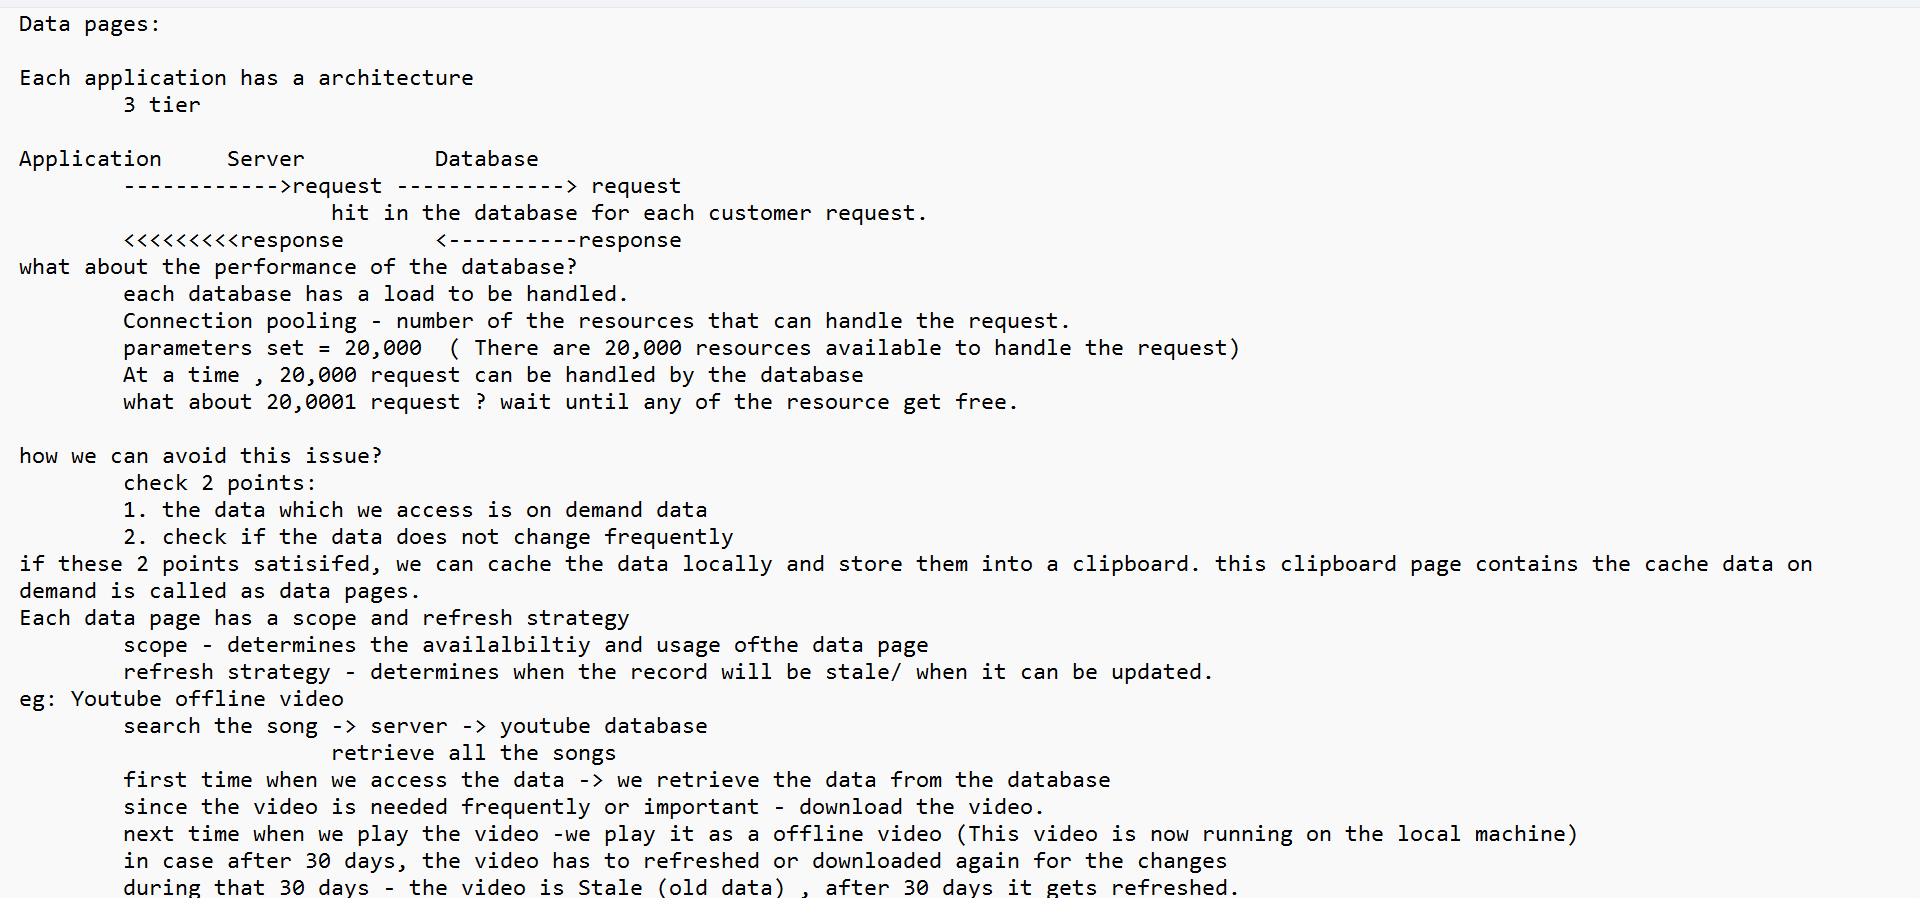 Data pages:
Each application has a architecture
3 tier
Application Server Database
------------>request -------------> request
hit in the database for each customer request.
<<<<<<<<<response <----------response
what about the performance of the database?
each database has a load to be handled.
Connection pooling - number of the resources that can handle the request.
parameters set = 20,000 ( There are 20,000 resources available to handle the request)
At a time , 20,000 request can be handled by the database
what about 20,0001 request ? wait until any of the resource get free.
how we can avoid this issue?
check 2 points:
1. the data which we access is on demand data
2. check if the data does not change frequently
if these 2 points satisifed, we can cache the data locally and store them into a clipboard. this clipboard page contains the cache data on
demand is called as data pages.
Each data page has a scope and refresh strategy
scope - determines the availalbiltiy and usage ofthe data page
refresh strategy - determines when the record will be stale/ when it can be updated.
eg: Youtube offline video
search the song -> server -> youtube database
retrieve all the songs
first time when we access the data -> we retrieve the data from the database
since the video is needed frequently or important - download the video.
next time when we play the video -we play it as a offline video (This video is now running on the local machine)
in case after 30 days, the video has to refreshed or downloaded again for the changes
during that 30 days - the video is Stale (old data) , after 30 days it gets refreshed.